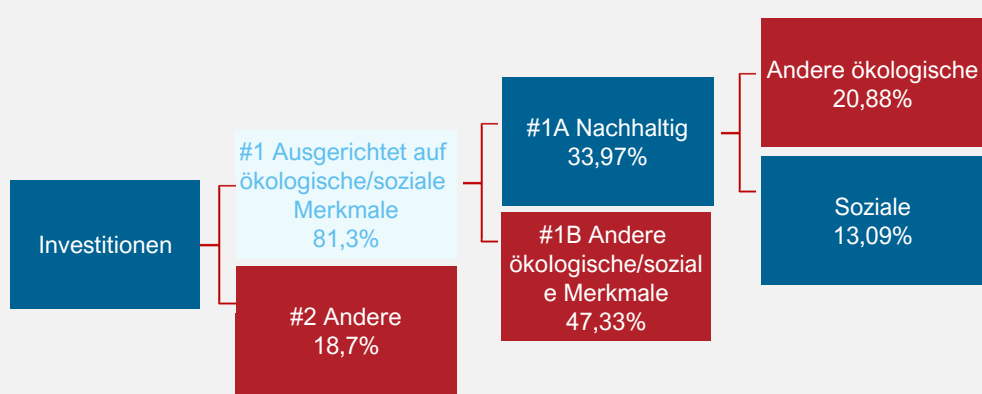 Investitionen
#1 Ausgerichtet auf
ökologische/soziale
Merkmale
81,3%
#2 Andere
18,7%
#1A Nachhaltig
33,97%
#1B Andere
ökologische/sozial
e Merkmale
47,33%
Andere ökologische
20,88%
Soziale
13,09%